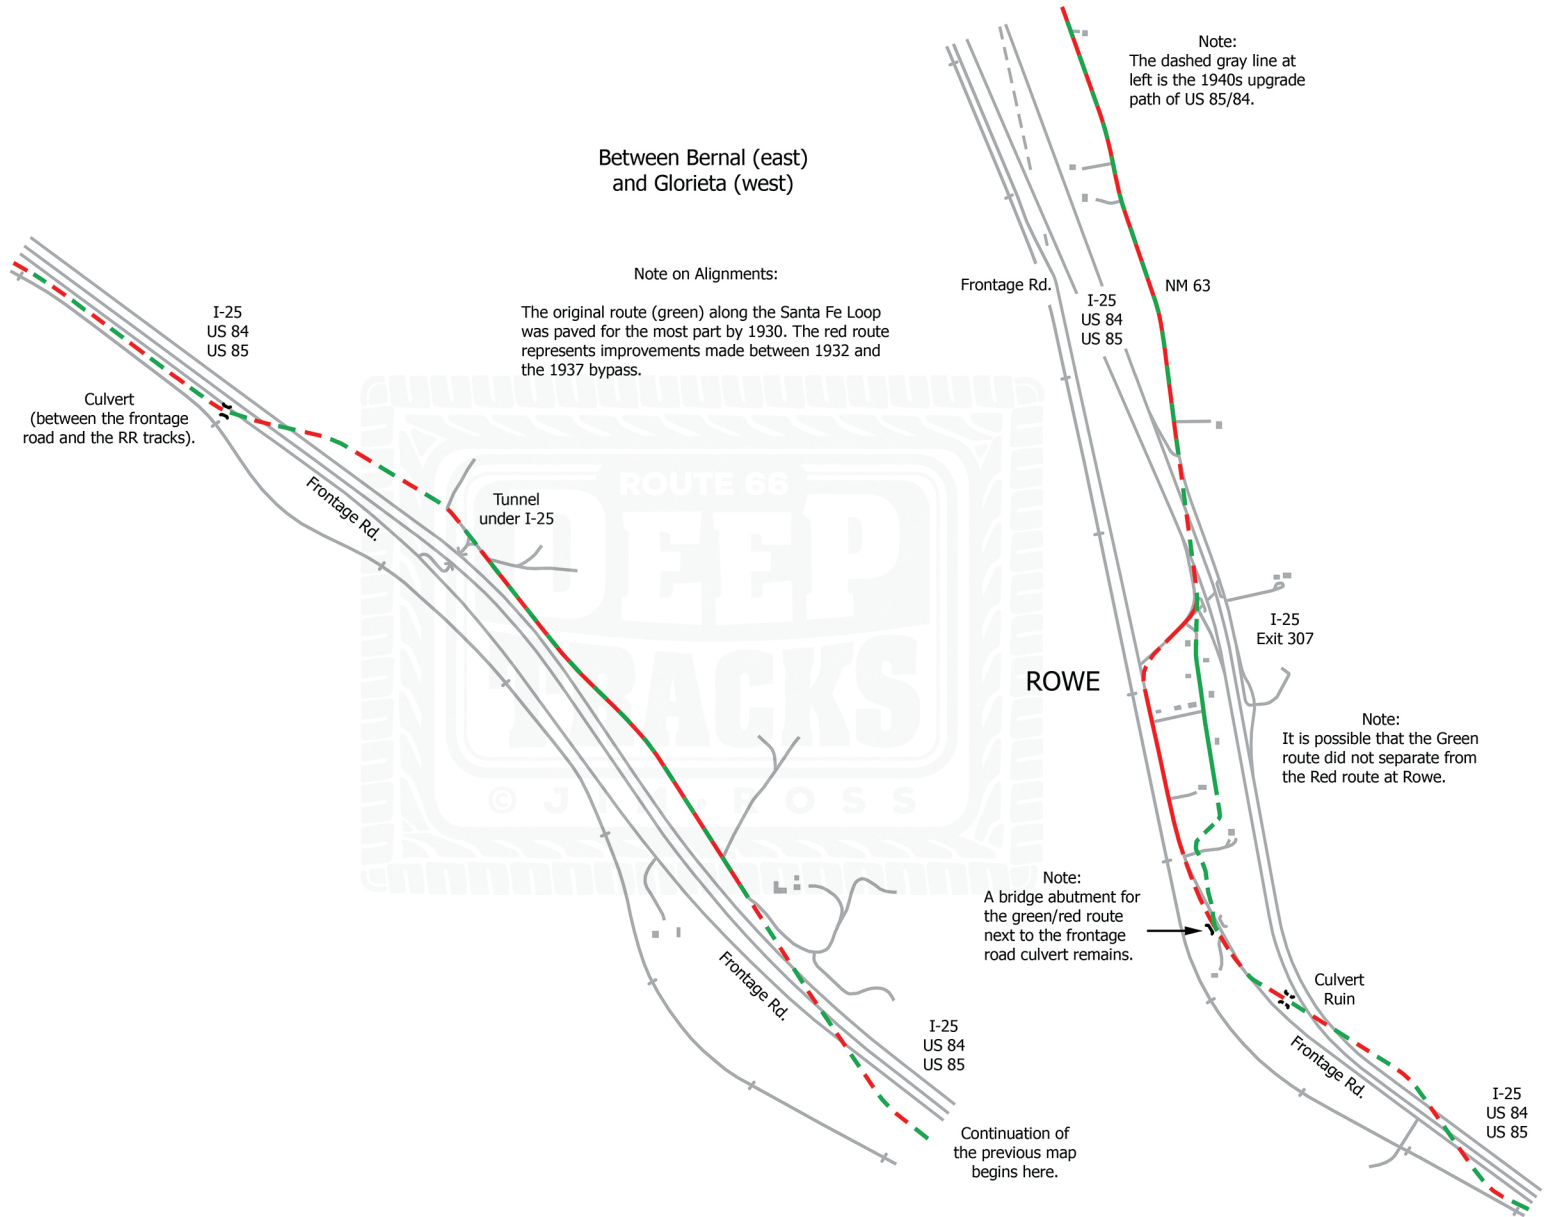 Note:
The dashed gray line at
left is the 1940s upgrade
path of US 85/84.
Between Bernal (east)
and Glorieta (west)
Note on Alignments:
The original route (green) along the Santa Fe Loop
was paved for the most part by 1930. The red route
represents improvements made between 1932 and
the 1937 bypass.
I-25
US 84
US 85
Culvert
(between the frontage
road and the RR tracks).
Frontage Rd.
Tunnel
under I-25
ROUTE 66
DEEP
TRACKS
© JIM ROSS
Frontage Rd.
I-25
US 84
US 85
Continuation of
the previous map
begins here.
Frontage Rd.
I-25
US 84
US 85
NM 63
I-25
Exit 307
ROWE
Note:
It is possible that the Green
route did not separate from
the Red route at Rowe.
Note:
A bridge abutment for
the green/red route
next to the frontage
road culvert remains.
Culvert
Ruin
Frontage Rd.
I-25
US 84
US 85